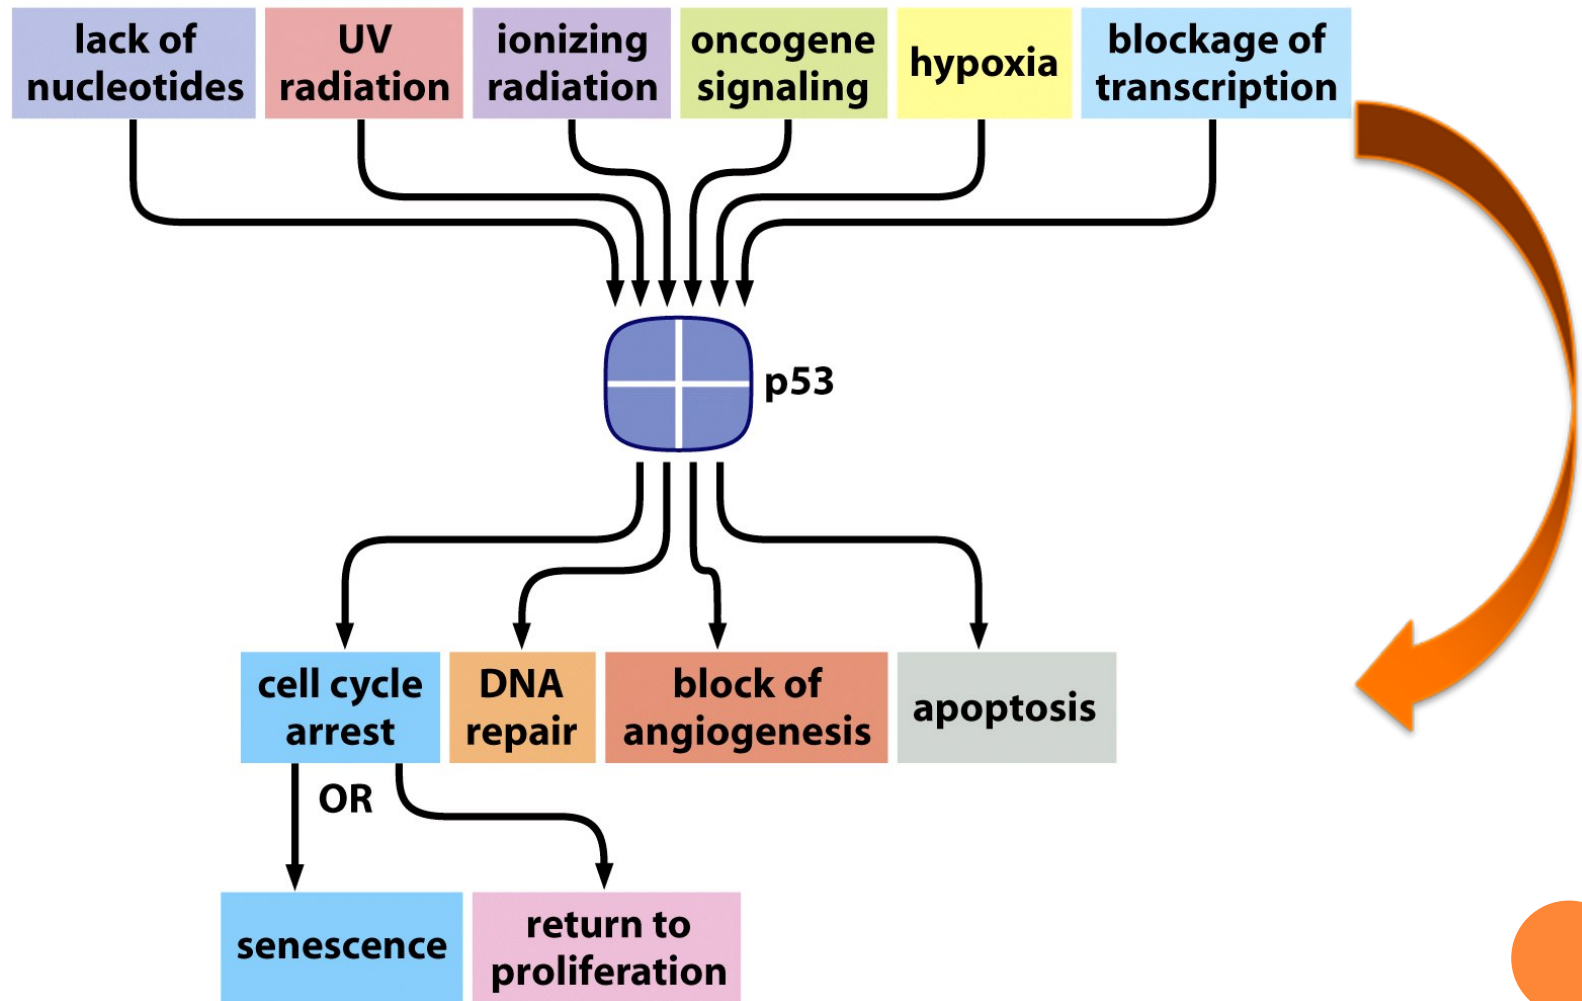 lack of
nucleotides
UV
radiation
ionizing
radiation
oncogene
signaling
hypoxia
blockage of
transcription
p53
cell cycle
arrest
DNA
repair
block of
angiogenesis
apoptosis
OR
senescence
return to
proliferation